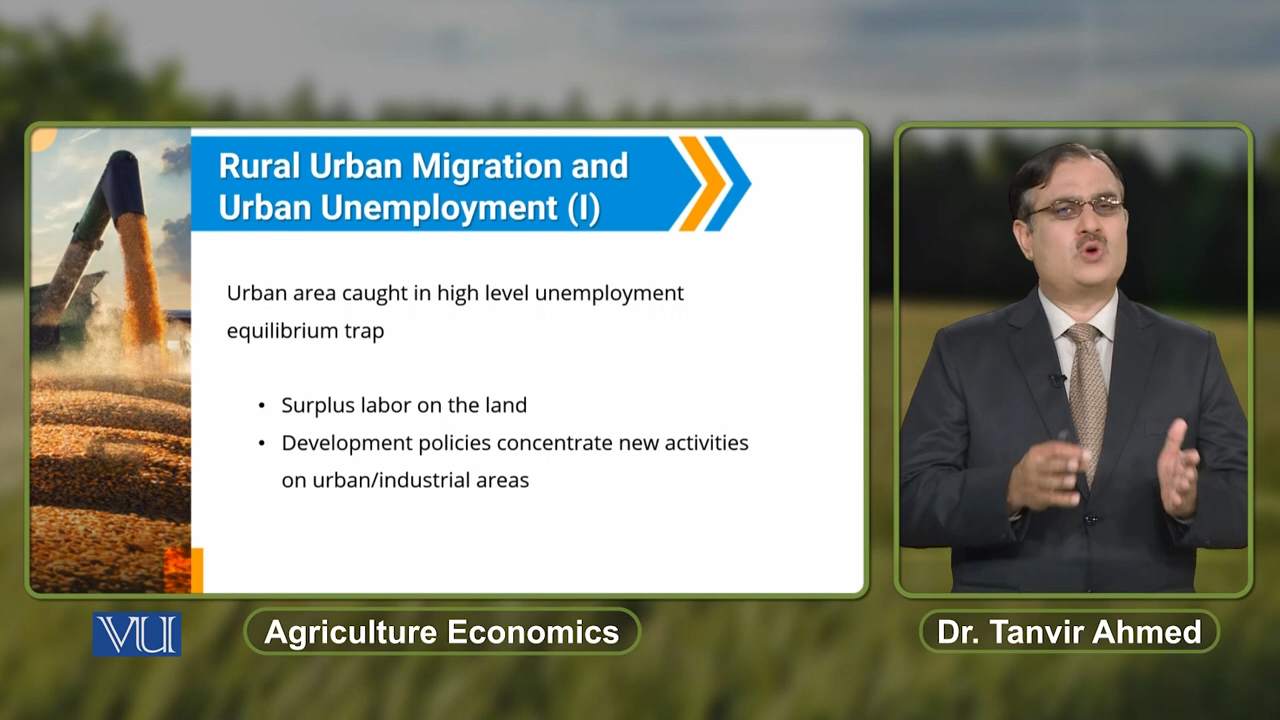 Rural Urban Migration and
Urban Unemployment (I)
Urban area caught in high level unemployment
equilibrium trap
• Surplus labor on the land
• Development policies concentrate new activities
on urban/industrial areas
VU
Agriculture Economics
Dr. Tanvir Ahmed